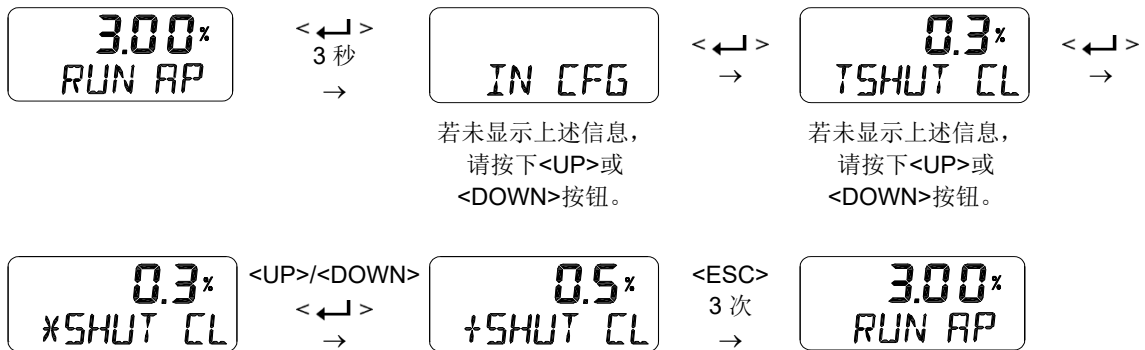 3.00%
RUN AP
< ↵ >
3 秒
→
IN CFG
< ↵ >
→
0.3%
TSHUT CL
< ↵ >
→
若未显示上述信息，
请按下<UP>或
<DOWN>按钮。
若未显示上述信息，
请按下<UP>或
<DOWN>按钮。
0.3%
*SHUT CL
<UP>/<DOWN>
< ↵ >
→
0.5%
+SHUT CL
<ESC>
3 次
→
3.00%
RUN AP